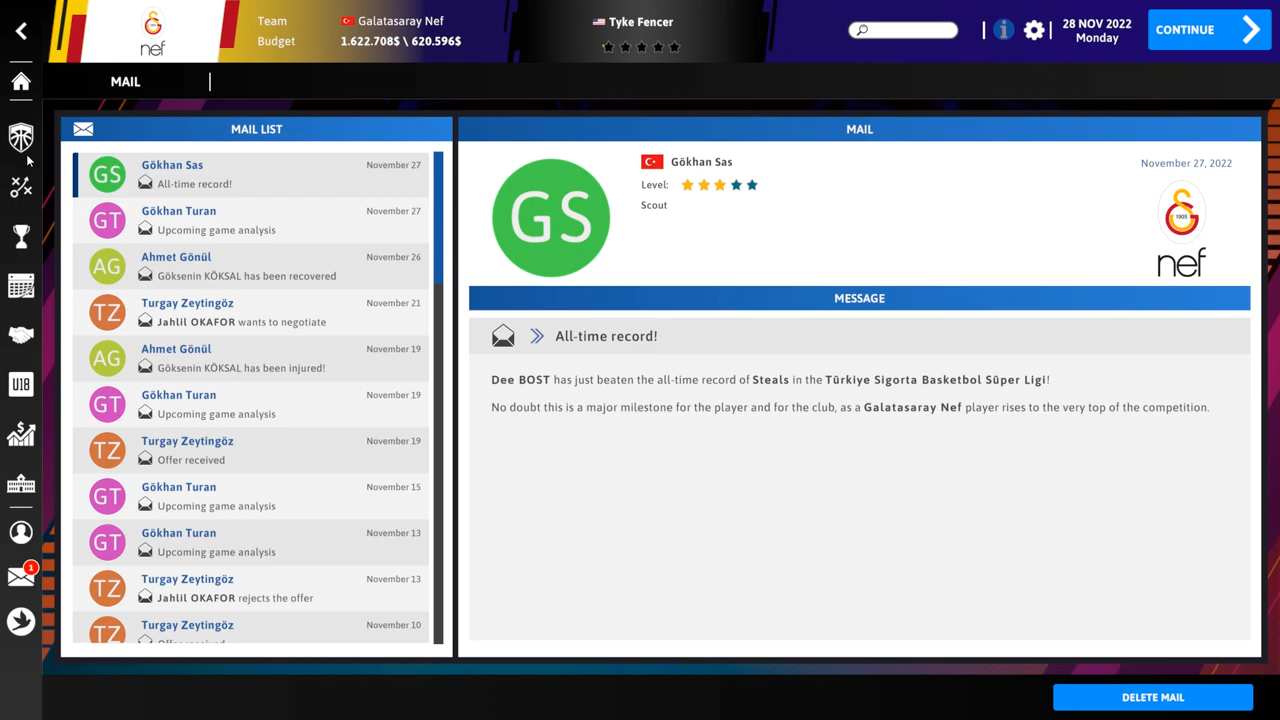 nef
Team
Galatasaray Nef
Budget
1.622.708$ \ 620.596$
Tyke Fencer
28 NOV 2022
Monday
CONTINUE
MAIL
MAIL LIST
GS
Gökhan Sas
November 27
All-time record!
GT
Gökhan Turan
November 27
Upcoming game analysis
AG
Ahmet Gönül
November 26
Göksenin KÖKSAL has been recovered
TZ
Turgay Zeytingöz
November 21
Jahlil OKAFOR wants to negotiate
AG
Ahmet Gönül
November 19
Göksenin KÖKSAL has been injured!
GT
Gökhan Turan
November 19
Upcoming game analysis
TZ
Turgay Zeytingöz
November 19
Offer received
GT
Gökhan Turan
November 15
Upcoming game analysis
GT
Gökhan Turan
November 13
Upcoming game analysis
TZ
Turgay Zeytingöz
November 13
Jahlil OKAFOR rejects the offer
TZ
Turgay Zeytingöz
November 10
Offer received
U18
1
MAIL
GS
Gökhan Sas
Level:
Scout
November 27, 2022
1905
nef
MESSAGE
All-time record!
Dee BOST has just beaten the all-time record of Steals in the Türkiye Sigorta Basketbol Süper Ligi!
No doubt this is a major milestone for the player and for the club, as a Galatasaray Nef player rises to the very top of the competition.
DELETE MAIL